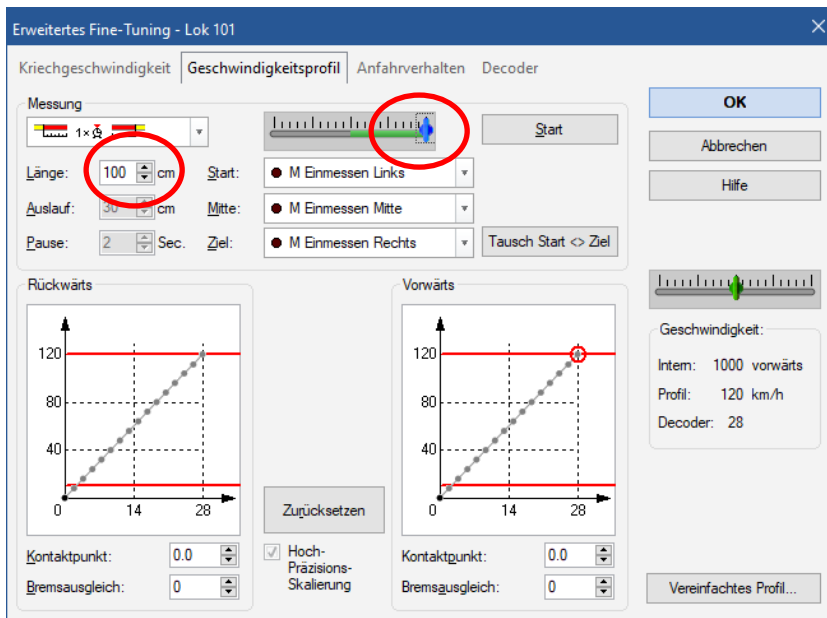 Erweitertes Fine-Tuning - Lok 101
Kriechgeschwindigkeit Geschwindigkeitsprofil Anfahrverhalten Decoder
Messung
1×
Start
Länge: 100 cm Start: M Einmessen Links
Auslauf: 30 cm Mitte: M Einmessen Mitte
Pause: 2 Sec. Ziel: M Einmessen Rechts Tausch Start <> Ziel
OK
Abbrechen
Hilfe
Rückwärts
120
80
40
0 14 28
Kontaktpunkt: 0.0
Bremsausgleich: 0
Zurücksetzen
Hoch-
Präzisions-
Skalierung
Vorwärts
120
80
40
0 14 28
Kontaktpunkt: 0.0
Bremsausgleich: 0
Geschwindigkeit:
Intern: 1000 vorwärts
Profil: 120 km/h
Decoder: 28
Vereinfachtes Profil...